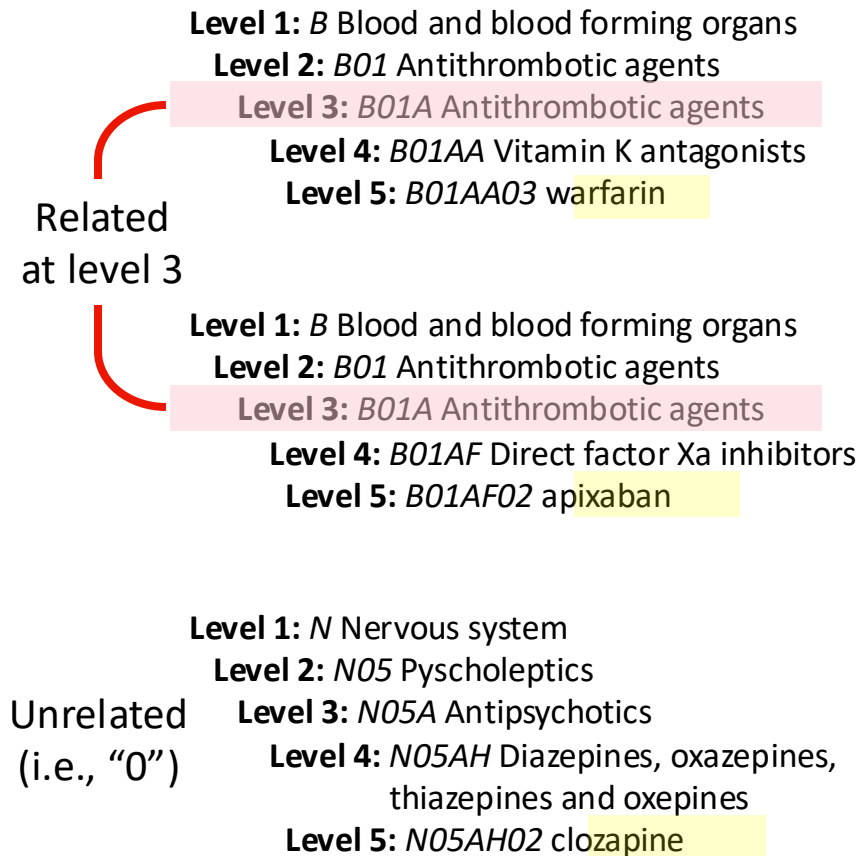 Level 1: B Blood and blood forming organs
Level 2: B01 Antithrombotic agents
Level 3: B01A Antithrombotic agents
Level 4: B01AA Vitamin K antagonists
Level 5: B01AA03 warfarin
Related
at level 3
Level 1: B Blood and blood forming organs
Level 2: B01 Antithrombotic agents
Level 3: B01A Antithrombotic agents
Level 4: B01AF Direct factor Xa inhibitors
Level 5: B01AF02 apixaban
Level 1: N Nervous system
Level 2: N05 Pyscholeptics
Unrelated
(i.e., “0”)
Level 3: N05A Antipsychotics
Level 4: N05AH Diazepines, oxazepines,
thiazepines and oxepines
Level 5: N05AH02 clozapine